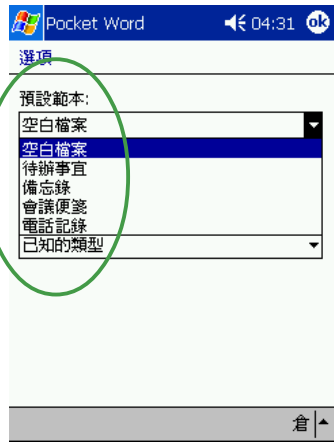 Pocket Word 04:31 ok
選項
預設範本:
空白檔案
空白檔案
待辦事宜
備忘錄
會議便箋
電話記錄
已知的類型
倉